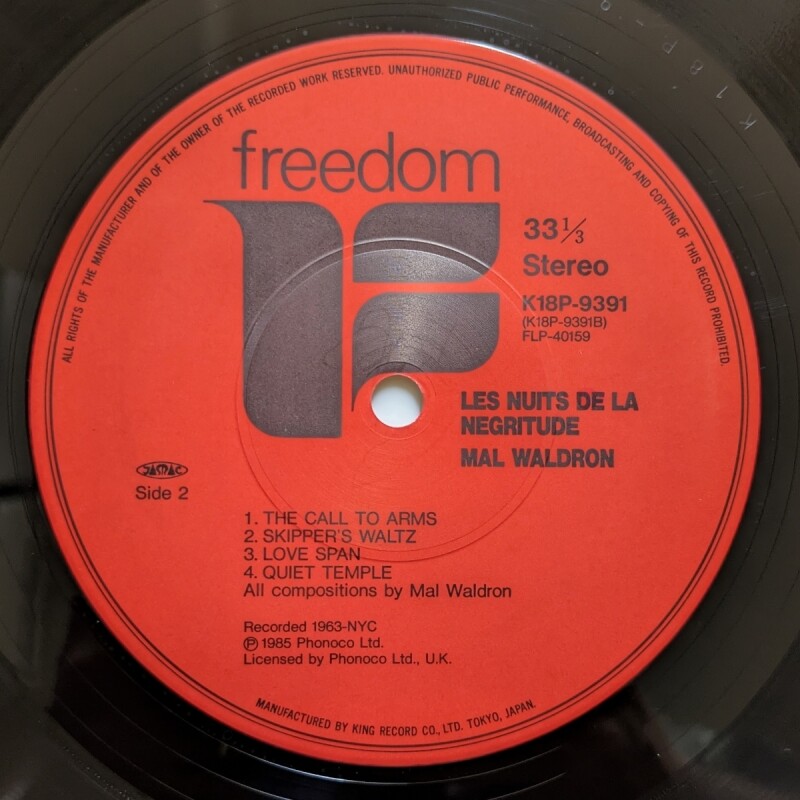 ALL RIGHTS OF THE MANUFACTURER AND OF THE OWNER OF THE RECORDED WORK RESERVED. UNAUTHORIZED PUBLIC PERFORMANCE, BROADCASTING AND COPYING OF THIS RECORD PROHIBITED.
freedom
33⅓
Stereo
K18P-9391
(K18P-9391B)
FLP-40159
LES NUITS DE LA
NEGRITUDE
MAL WALDRON
JASRAC
Side 2
1. THE CALL TO ARMS
2. SKIPPER'S WALTZ
3. LOVE SPAN
4. QUIET TEMPLE
All compositions by Mal Waldron
Recorded 1963-NYC
Ⓟ1985 Phonoco Ltd.
Licensed by Phonoco Ltd., U.K.
MANUFACTURED BY KING RECORD CO., LTD. TOKYO, JAPAN.